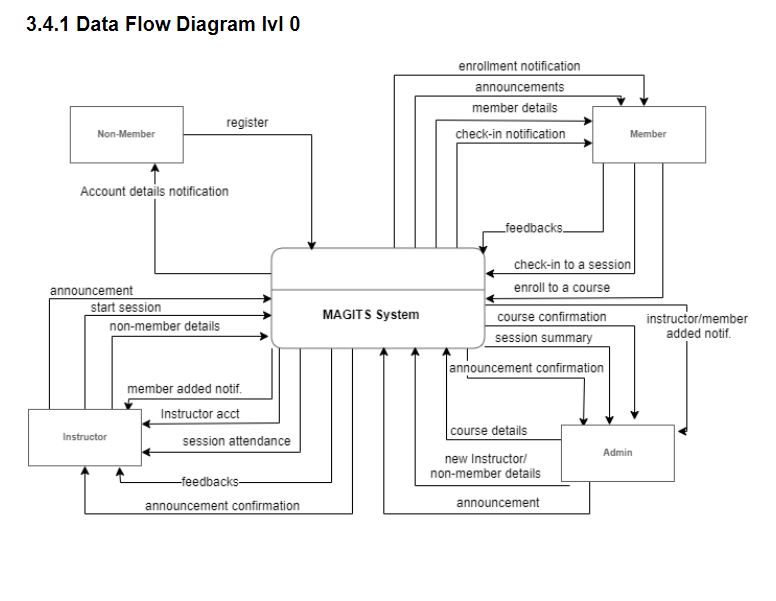 3.4.1 Data Flow Diagram lvl 0
enrollment notification
announcements
member details
check-in notification
Non-Member
register
Member
Account details notification
feedbacks
check-in to a session
enroll to a course
announcement
start session
non-member details
MAGITS System
course confirmation
session summary
instructor/member
added notif.
announcement confirmation
member added notif.
Instructor acct
session attendance
Instructor
feedbacks
announcement confirmation
course details
new Instructor/
non-member details
announcement
Admin